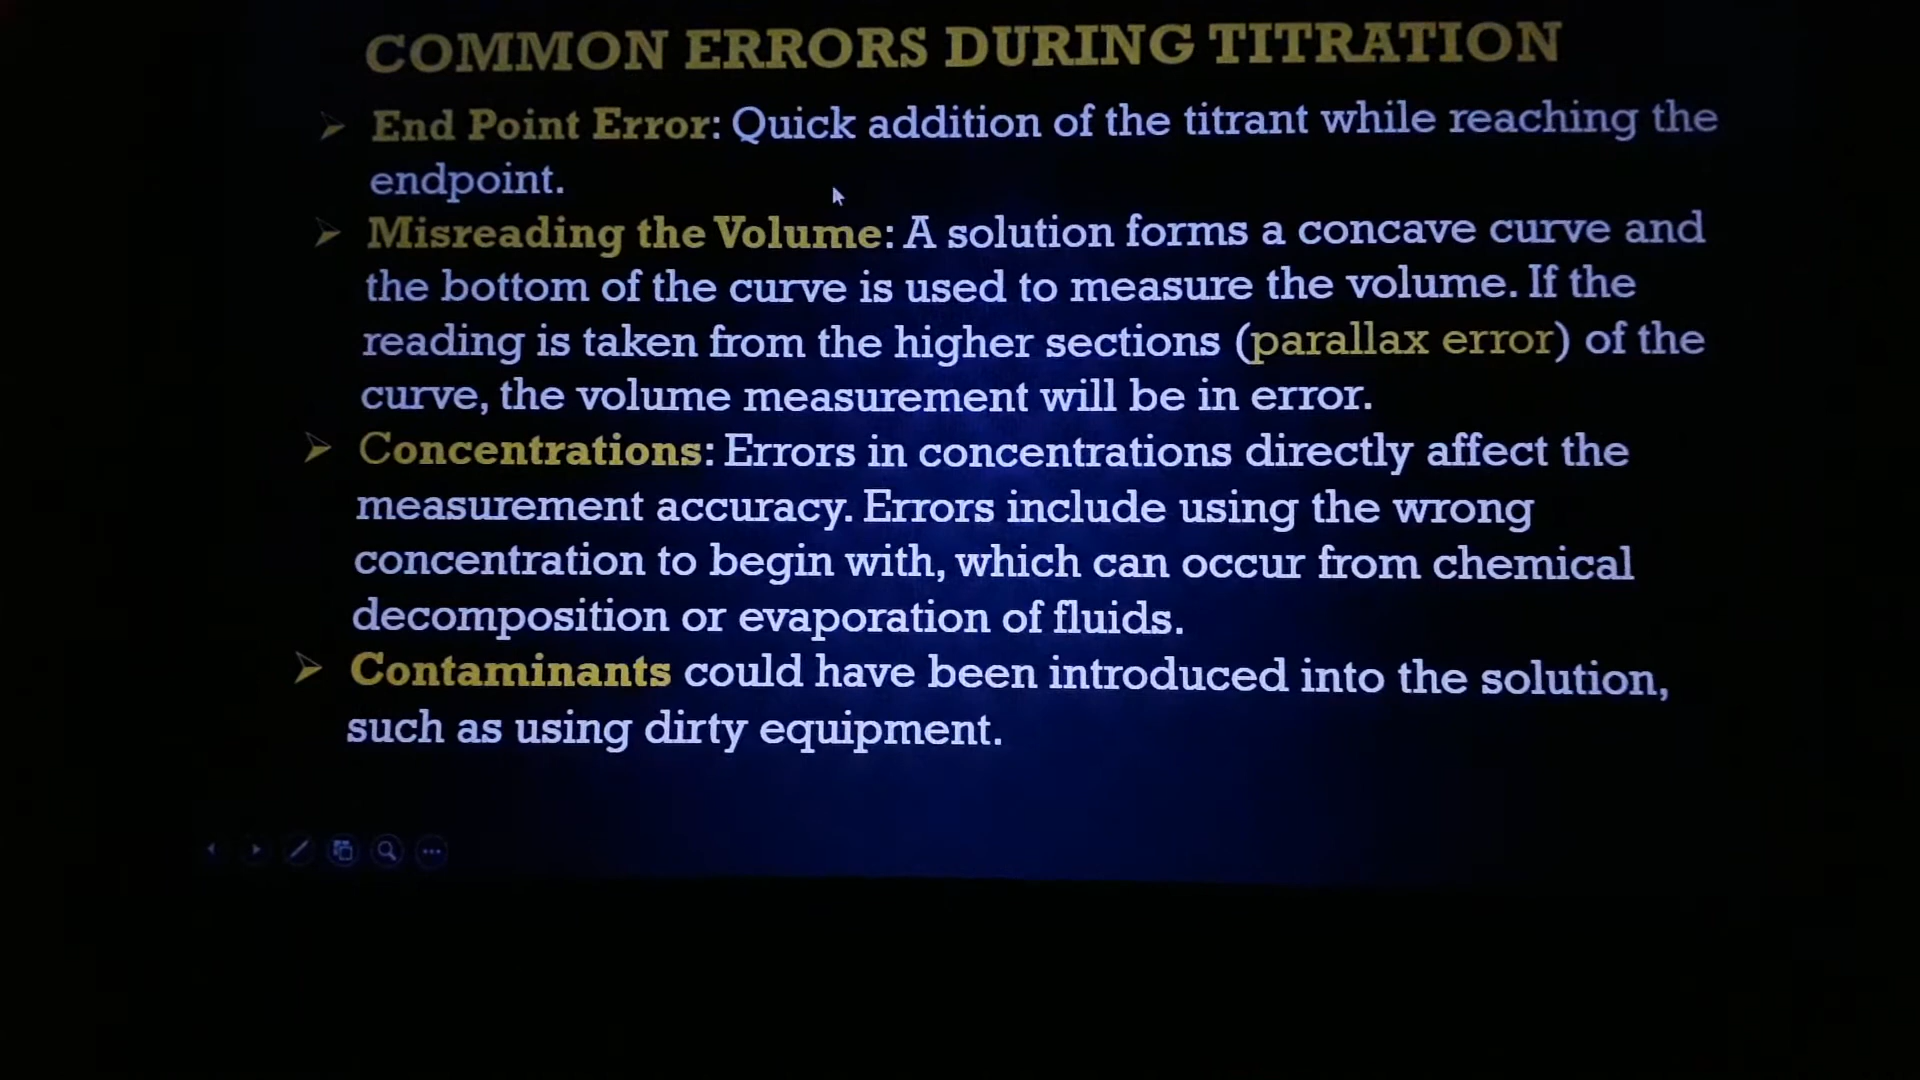 COMMON ERRORS DURING TITRATION
End Point Error: Quick addition of the titrant while reaching the
endpoint.
Misreading the Volume: A solution forms a concave curve and
the bottom of the curve is used to measure the volume. If the
reading is taken from the higher sections (parallax error) of the
curve, the volume measurement will be in error.
Concentrations: Errors in concentrations directly affect the
measurement accuracy. Errors include using the wrong
concentration to begin with, which can occur from chemical
decomposition or evaporation of fluids.
Contaminants could have been introduced into the solution,
such as using dirty equipment.